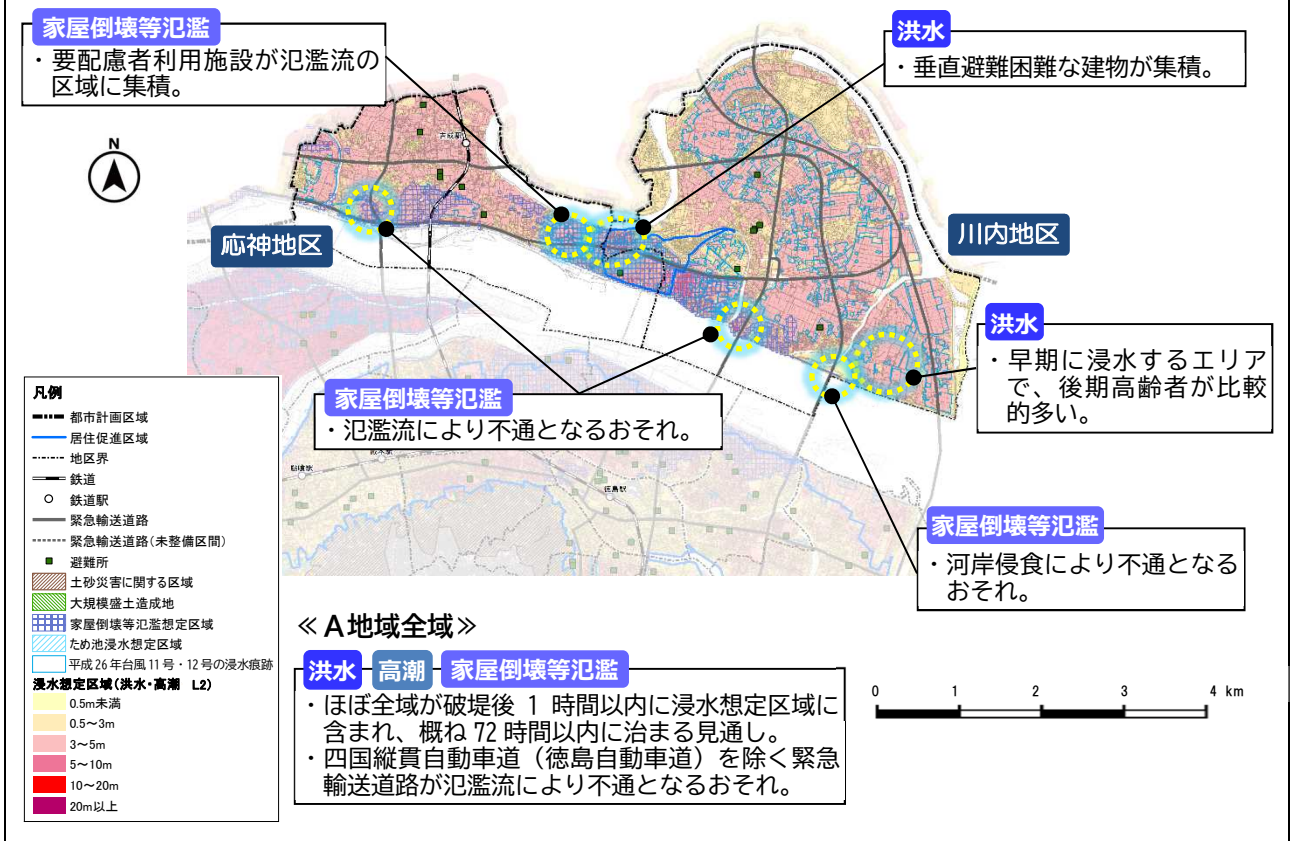 家屋倒壊等氾濫
・要配慮者利用施設が氾濫流の
区域に集積。
洪水
・垂直避難困難な建物が集積。
N
吉成駅
応神地区
川内地区
洪水
・早期に浸水するエリア
で、後期高齢者が比較
的多い。
家屋倒壊等氾濫
・氾濫流により不通となるおそれ。
徳島駅
家屋倒壊等氾濫
・河岸侵食により不通となる
おそれ。
凡例
都市計画区域
居住促進区域
地区界
鉄道
鉄道駅
緊急輸送道路
緊急輸送道路(未整備区間)
避難所
土砂災害に関する区域
大規模盛土造成地
家屋倒壊等氾濫想定区域
ため池浸水想定区域
平成26年台風11号・12号の浸水痕跡
浸水想定区域(洪水・高潮 L2)
0.5m未満
0.5～3m
3～5m
5～10m
10～20m
20m以上
≪A地域全域≫
洪水 高潮 家屋倒壊等氾濫
・ほぼ全域が破堤後 1 時間以内に浸水想定区域に
含まれ、概ね 72 時間以内に治まる見通し。
・四国縦貫自動車道（徳島自動車道）を除く緊急
輸送道路が氾濫流により不通となるおそれ。
0 1 2 3 4 km